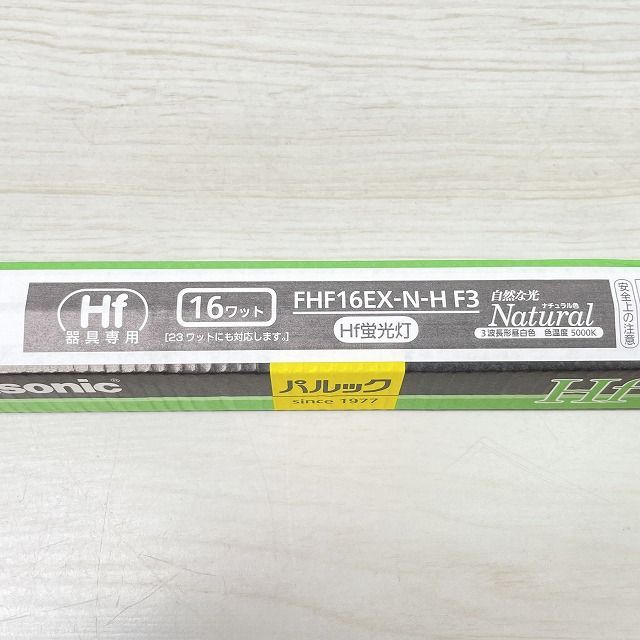 Hf
器具専用
16ワット
[23ワットにも対応します。]
FHF16EX-N-H F3
Hf蛍光灯
自然な光
ナチュラル色
Natural
3波長形昼白色 色温度 5000K
安全上の注意
sonic®
パルック
since 1977
Hf